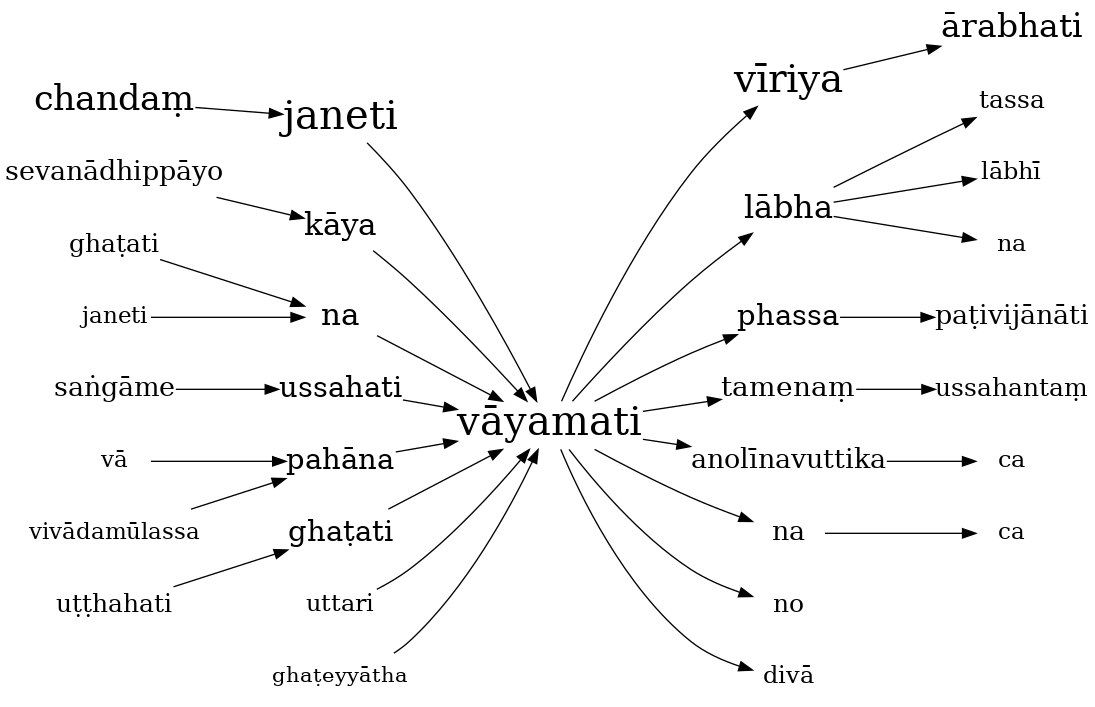 ārabhati
vīriya
chandaṃ
tassa
janeti
sevanādhippāyo
lābhī
lābha
kāya
ghaṭati
na
janeti
na
phassa
paṭivijānāti
saṅgāme
ussahati
tamenaṃ
ussahantaṃ
vāyamati
vā
pahāna
anolīnavuttika
ca
vivādamūlassa
ghaṭati
na
ca
uṭṭhahati
uttari
no
ghaṭeyyātha
divā